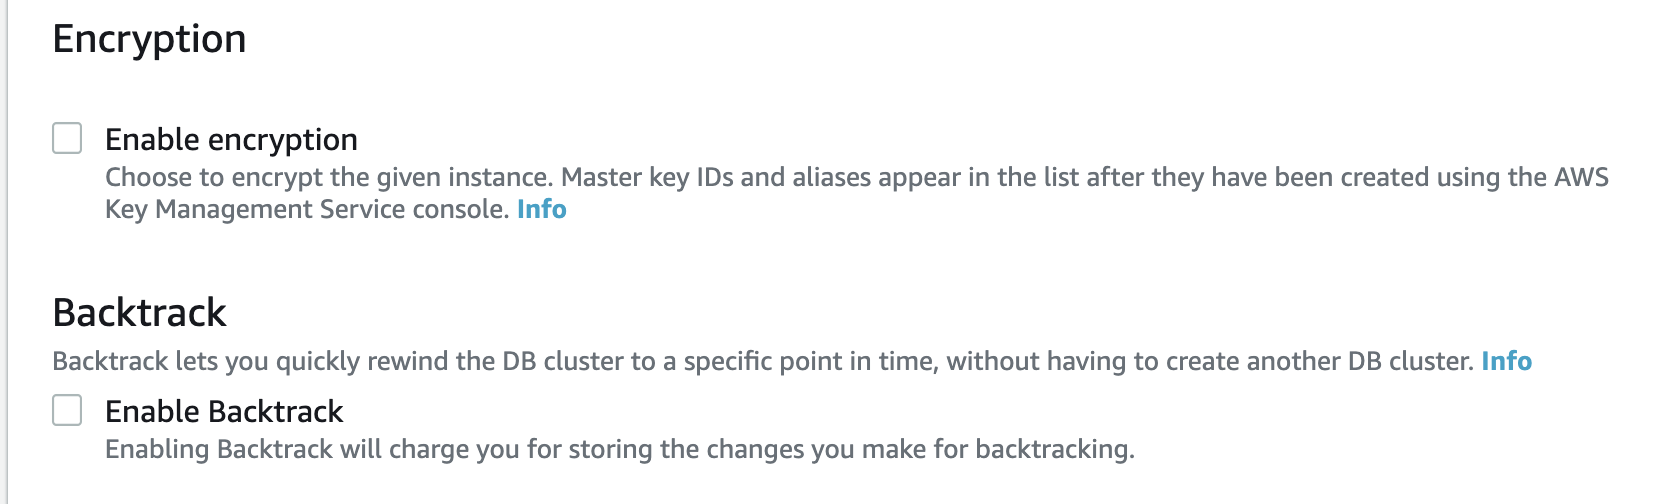 Encryption
Enable encryption
Choose to encrypt the given instance. Master key IDs and aliases appear in the list after they have been created using the AWS
Key Management Service console. Info
Backtrack
Backtrack lets you quickly rewind the DB cluster to a specific point in time, without having to create another DB cluster. Info
Enable Backtrack
Enabling Backtrack will charge you for storing the changes you make for backtracking.